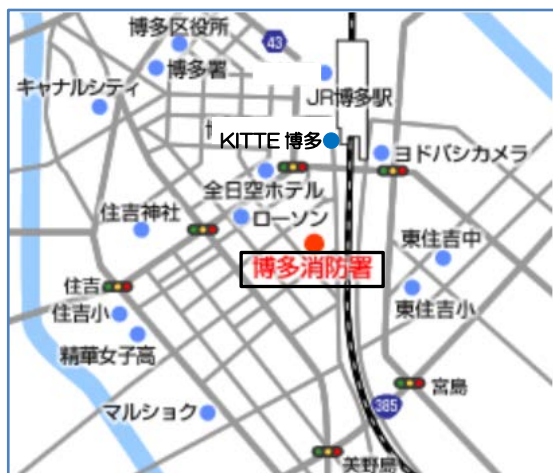 博多区役所
43
博多署
キャナルシティ
JR博多駅
KITTE 博多
ヨドバシカメラ
全日空ホテル
ローソン
住吉神社
東住吉中
博多消防署
住吉
住吉小
東住吉小
精華女子高
宮島
385
マルショク
美野島